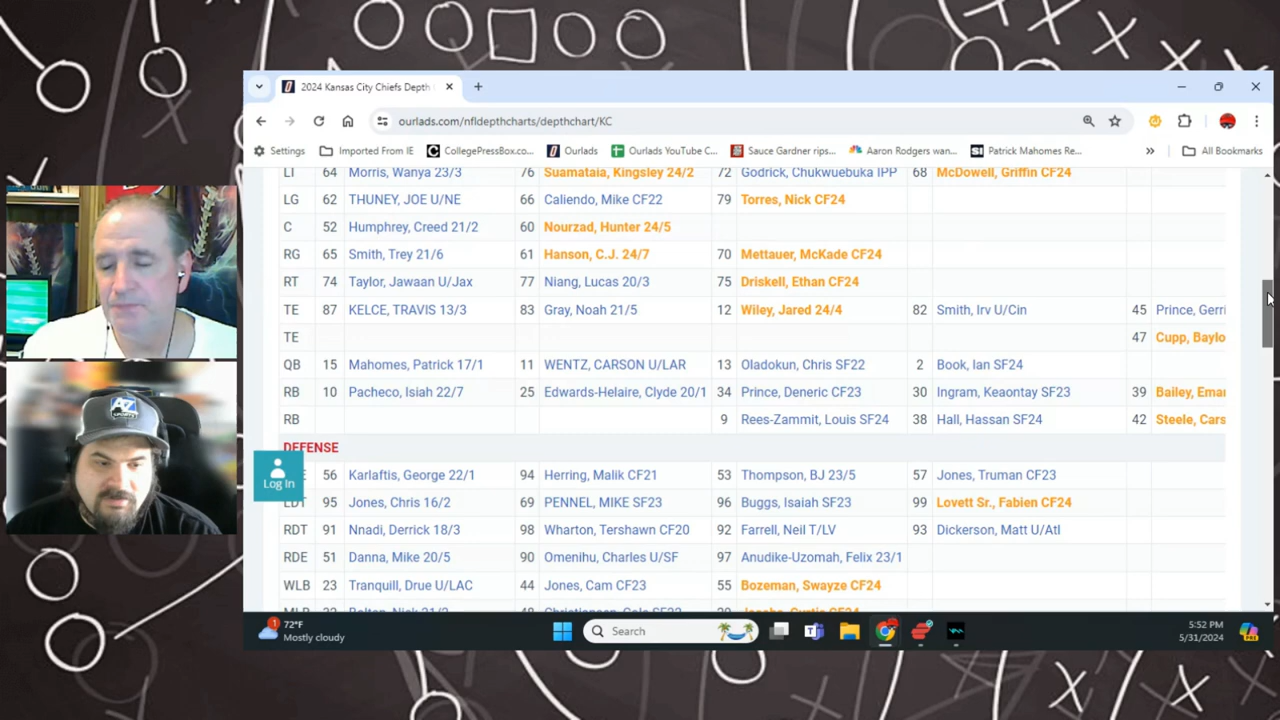 2024 Kansas City Chiefs Depth
ourlads.com/nfldepthcharts/depthchart/KC
Settings Imported From IE CollegePressBox.co... Ourlads Ourlads YouTube C... Sauce Gardner rips... Aaron Rodgers wan... Patrick Mahomes Re... » All Bookmarks
LT 64 Morris, Wanya 23/3 76 Suamataia, Kingsley 24/2 72 Godrick, Chukwuebuka IPP 68 McDowell, Griffin CF24
LG 62 THUNEY, JOE U/NE 66 Caliendo, Mike CF22 79 Torres, Nick CF24
C 52 Humphrey, Creed 21/2 60 Nourzad, Hunter 24/5
RG 65 Smith, Trey 21/6 61 Hanson, C.J. 24/7 70 Mettauer, McKade CF24
RT 74 Taylor, Jawaan U/Jax 77 Niang, Lucas 20/3 75 Driskell, Ethan CF24
TE 87 KELCE, TRAVIS 13/3 83 Gray, Noah 21/5 12 Wiley, Jared 24/4 82 Smith, Irv U/Cin 45 Prince, Gerri
TE 47 Cupp, Baylo
QB 15 Mahomes, Patrick 17/1 11 WENTZ, CARSON U/LAR 13 Oladokun, Chris SF22 2 Book, Ian SF24
RB 10 Pacheco, Isiah 22/7 25 Edwards-Helaire, Clyde 20/1 34 Prince, Deneric CF23 30 Ingram, Keaontay SF23 39 Bailey, Emar
RB 9 Rees-Zammit, Louis SF24 38 Hall, Hassan SF24 42 Steele, Cars
DEFENSE
56 Karlaftis, George 22/1 94 Herring, Malik CF21 53 Thompson, BJ 23/5 57 Jones, Truman CF23
Log In
LDT 95 Jones, Chris 16/2 69 PENNEL, MIKE SF23 96 Buggs, Isaiah SF23 99 Lovett Sr., Fabien CF24
RDT 91 Nnadi, Derrick 18/3 98 Wharton, Tershawn CF20 92 Farrell, Neil T/LV 93 Dickerson, Matt U/Atl
RDE 51 Danna, Mike 20/5 90 Omenihu, Charles U/SF 97 Anudike-Uzomah, Felix 23/1
WLB 23 Tranquill, Drue U/LAC 44 Jones, Cam CF23 55 Bozeman, Swayze CF24
MLB 32 Bolton, Nick 21/2
1 72°F
Mostly cloudy
Search
5:52 PM
5/31/2024